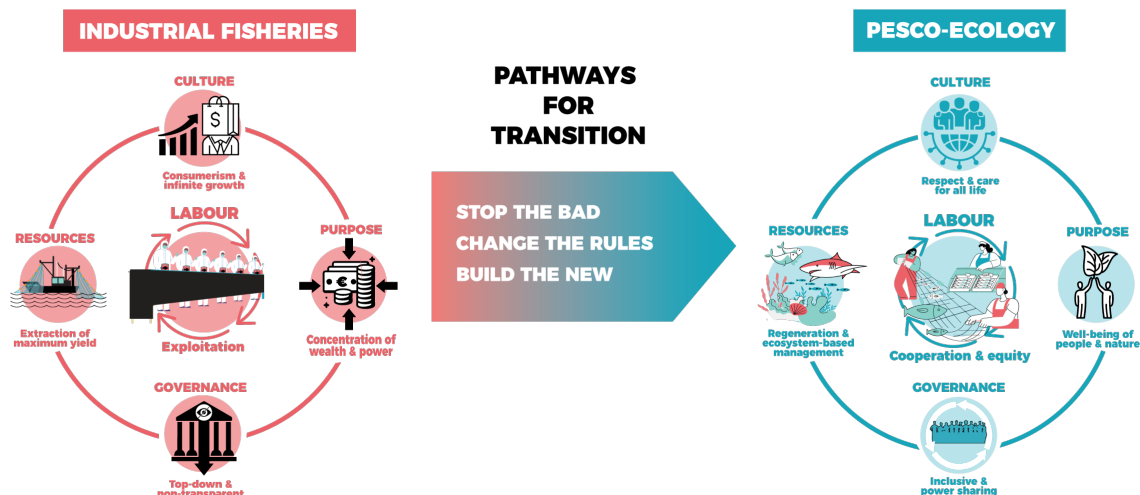 INDUSTRIAL FISHERIES
CULTURE
$
Consumerism &
infinite growth
RESOURCES
Extraction of
maximum yield
LABOUR
Exploitation
PURPOSE
€
Concentration of
wealth & power
GOVERNANCE
Top-down &
non-transparent
PATHWAYS
FOR
TRANSITION
STOP THE BAD
CHANGE THE RULES
BUILD THE NEW
PESCO-ECOLOGY
CULTURE
Respect & care
for all life
RESOURCES
Regeneration &
ecosystem-based
management
LABOUR
Cooperation & equity
PURPOSE
Well-being of
people & nature
GOVERNANCE
Inclusive &
power sharing